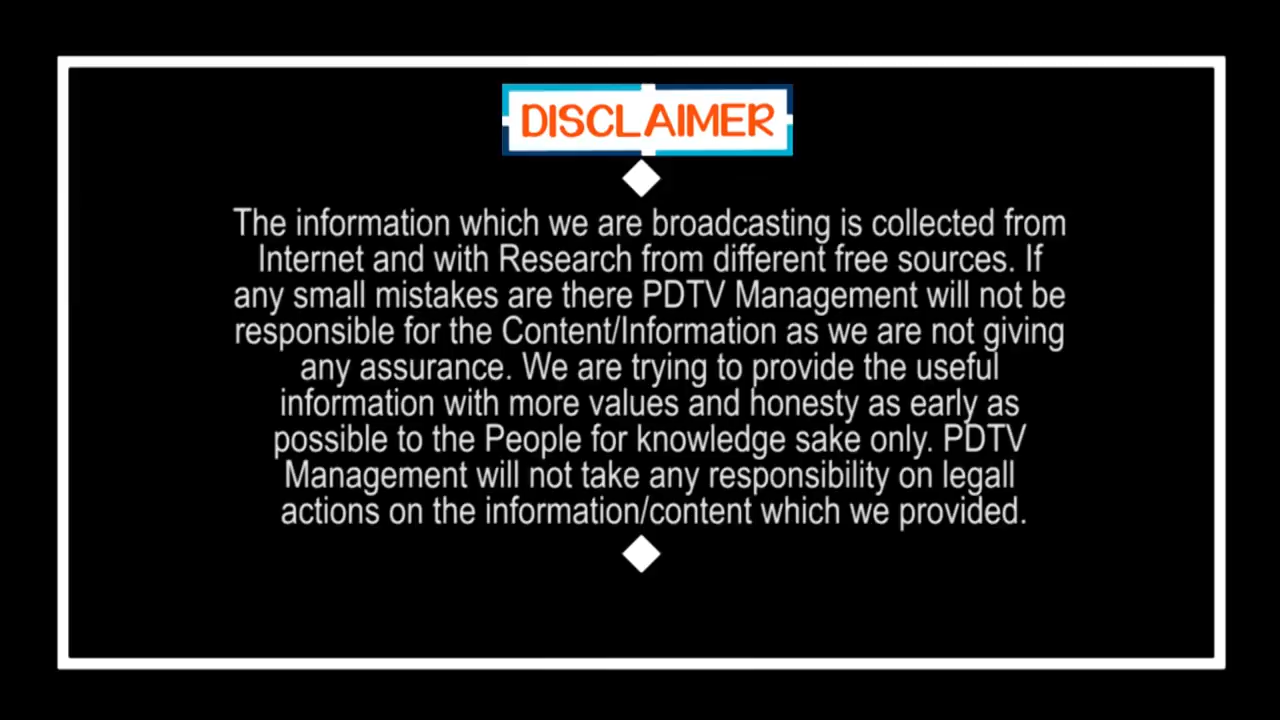 DISCLAIMER
The information which we are broadcasting is collected from
Internet and with Research from different free sources. If
any small mistakes are there PDTV Management will not be
responsible for the Content/Information as we are not giving
any assurance. We are trying to provide the useful
information with more values and honesty as early as
possible to the People for knowledge sake only. PDTV
Management will not take any responsibility on legall
actions on the information/content which we provided.